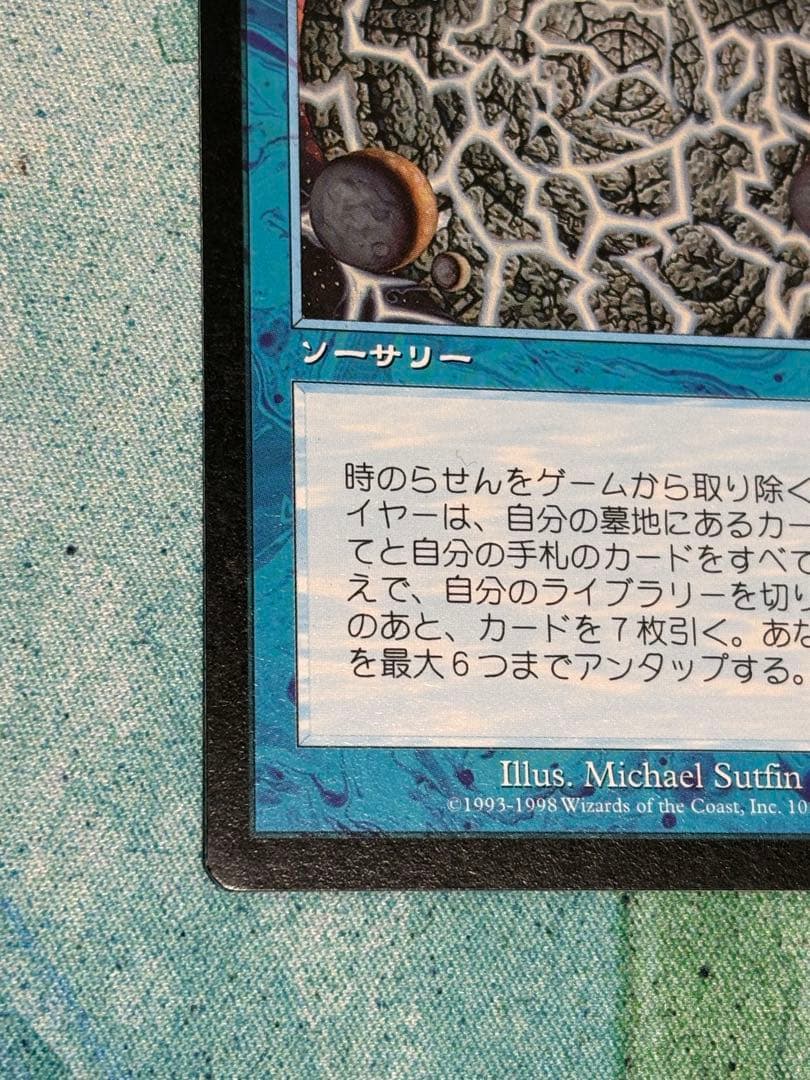 ソーサリー
時のらせんをゲームから取り除く
イヤーは、自分の墓地にあるカー
てと自分の手札のカードをすべて
えで、自分のライブラリーを切り
のあと、カードを７枚引く。あな
を最大６つまでアンタップする。
Illus. Michael Sutfin
©1993-1998 Wizards of the Coast, Inc. 10